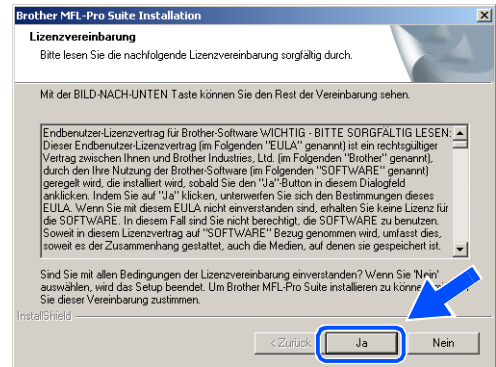 Brother MFL-Pro Suite Installation
Lizenzvereinbarung
Bitte lesen Sie die nachfolgende Lizenzvereinbarung sorgfältig durch.
Mit der BILD-NACH-UNTEN Taste können Sie den Rest der Vereinbarung sehen.
Endbenutzer-Lizenzvertrag für Brother-Software WICHTIG - BITTE SORGFÄLTIG LESEN:
Dieser Endbenutzer-Lizenzvertrag (im Folgenden "EULA" genannt) ist ein rechtsgültiger
Vertrag zwischen Ihnen und Brother Industries, Ltd. (im Folgenden "Brother" genannt),
durch den Ihre Nutzung der Brother-Software (im Folgenden "SOFTWARE" genannt)
geregelt wird, die installiert wird, sobald Sie den "Ja"-Button in diesem Dialogfeld
anklicken. Indem Sie auf "Ja" klicken, unterwerfen Sie sich den Bestimmungen dieses
EULA. Wenn Sie mit diesem EULA nicht einverstanden sind, erhalten Sie keine Lizenz für
die SOFTWARE. In diesem Fall sind Sie nicht berechtigt, die SOFTWARE zu benutzen.
Soweit in diesem Lizenzvertrag auf "SOFTWARE" Bezug genommen wird, umfasst dies,
soweit es der Zusammenhang gestattet, auch die Medien, auf denen sie gespeichert ist.
Sind Sie mit allen Bedingungen der Lizenzvereinbarung einverstanden? Wenn Sie 'Nein'
auswählen, wird das Setup beendet. Um Brother MFL-Pro Suite installieren zu können,
Sie dieser Vereinbarung zustimmen.
InstallShield
< Zurück
Ja
Nein